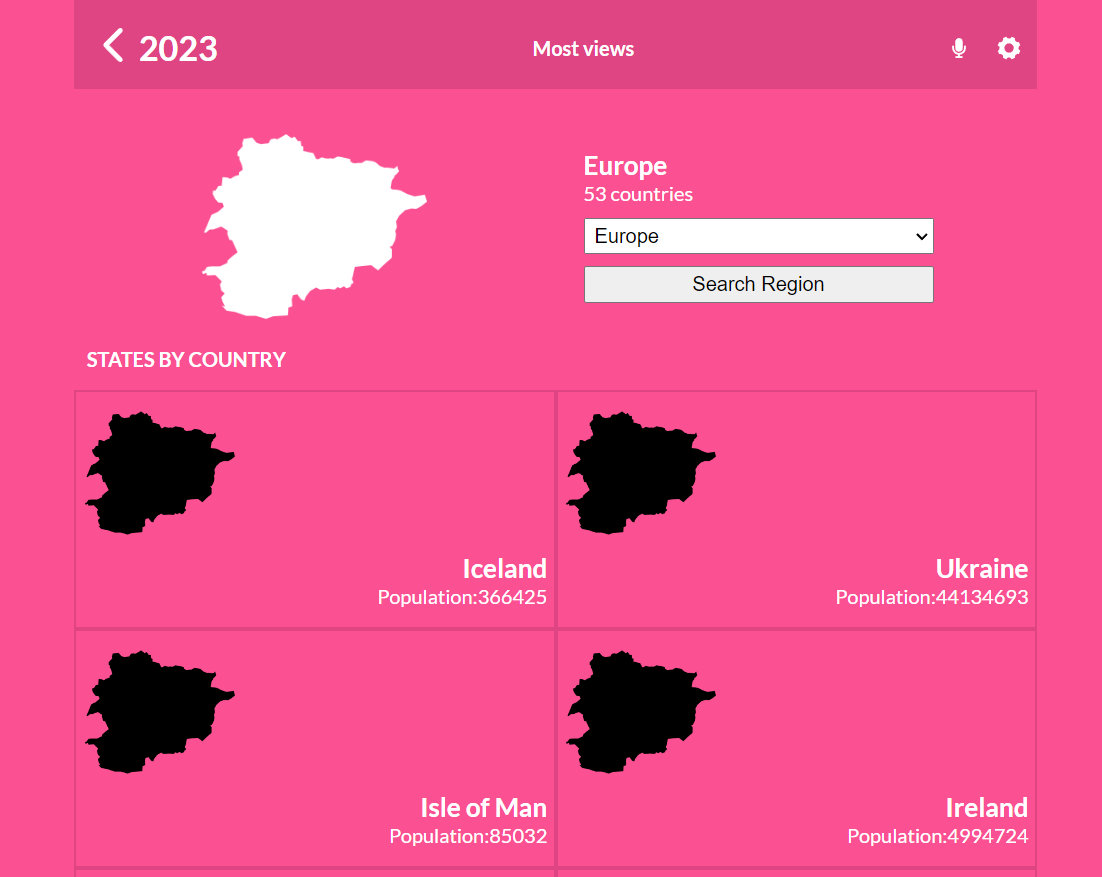 2023
Most views
Europe
53 countries
Europe
Search Region
STATES BY COUNTRY
Iceland
Population:366425
Ukraine
Population:44134693
Isle of Man
Population:85032
Ireland
Population:4994724